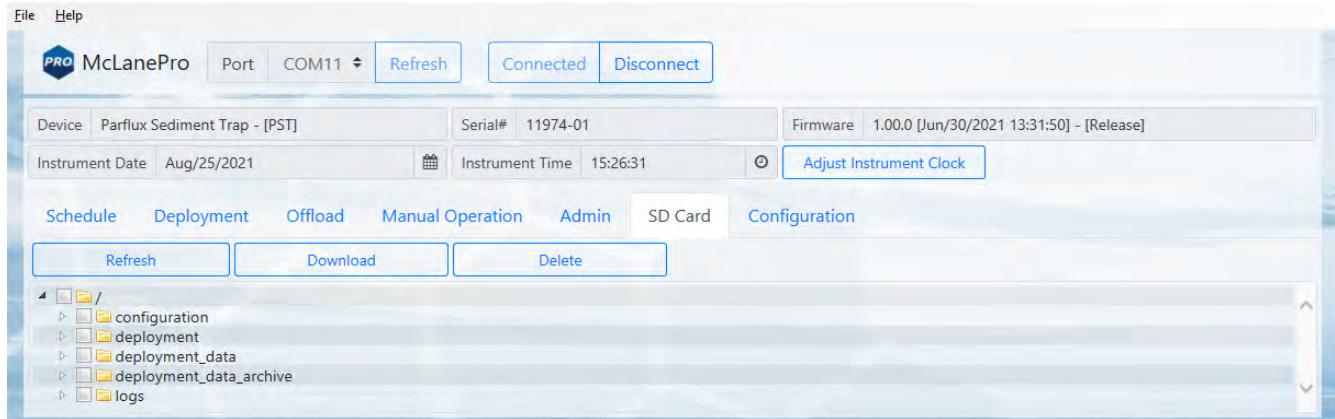 File Help
PRO McLanePro Port COM11 Refresh Connected Disconnect
Device Parflux Sediment Trap - [PST] Serial# 11974-01 Firmware 1.00.0 [Jun/30/2021 13:31:50] - [Release]
Instrument Date Aug/25/2021 Instrument Time 15:26:31 Adjust Instrument Clock
Schedule Deployment Offload Manual Operation Admin SD Card Configuration
Refresh Download Delete
/
configuration
deployment
deployment_data
deployment_data_archive
logs